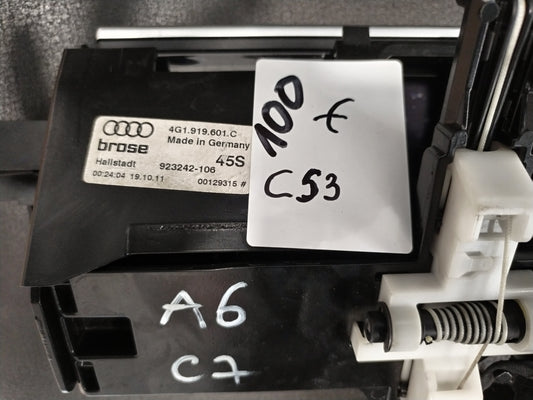 4G1.919.601.C
Made in Germany
brose
45S
Hallstadt
923242-106
00:24:04 19.10.11
00129315 #
100 €
C53
A6
C7